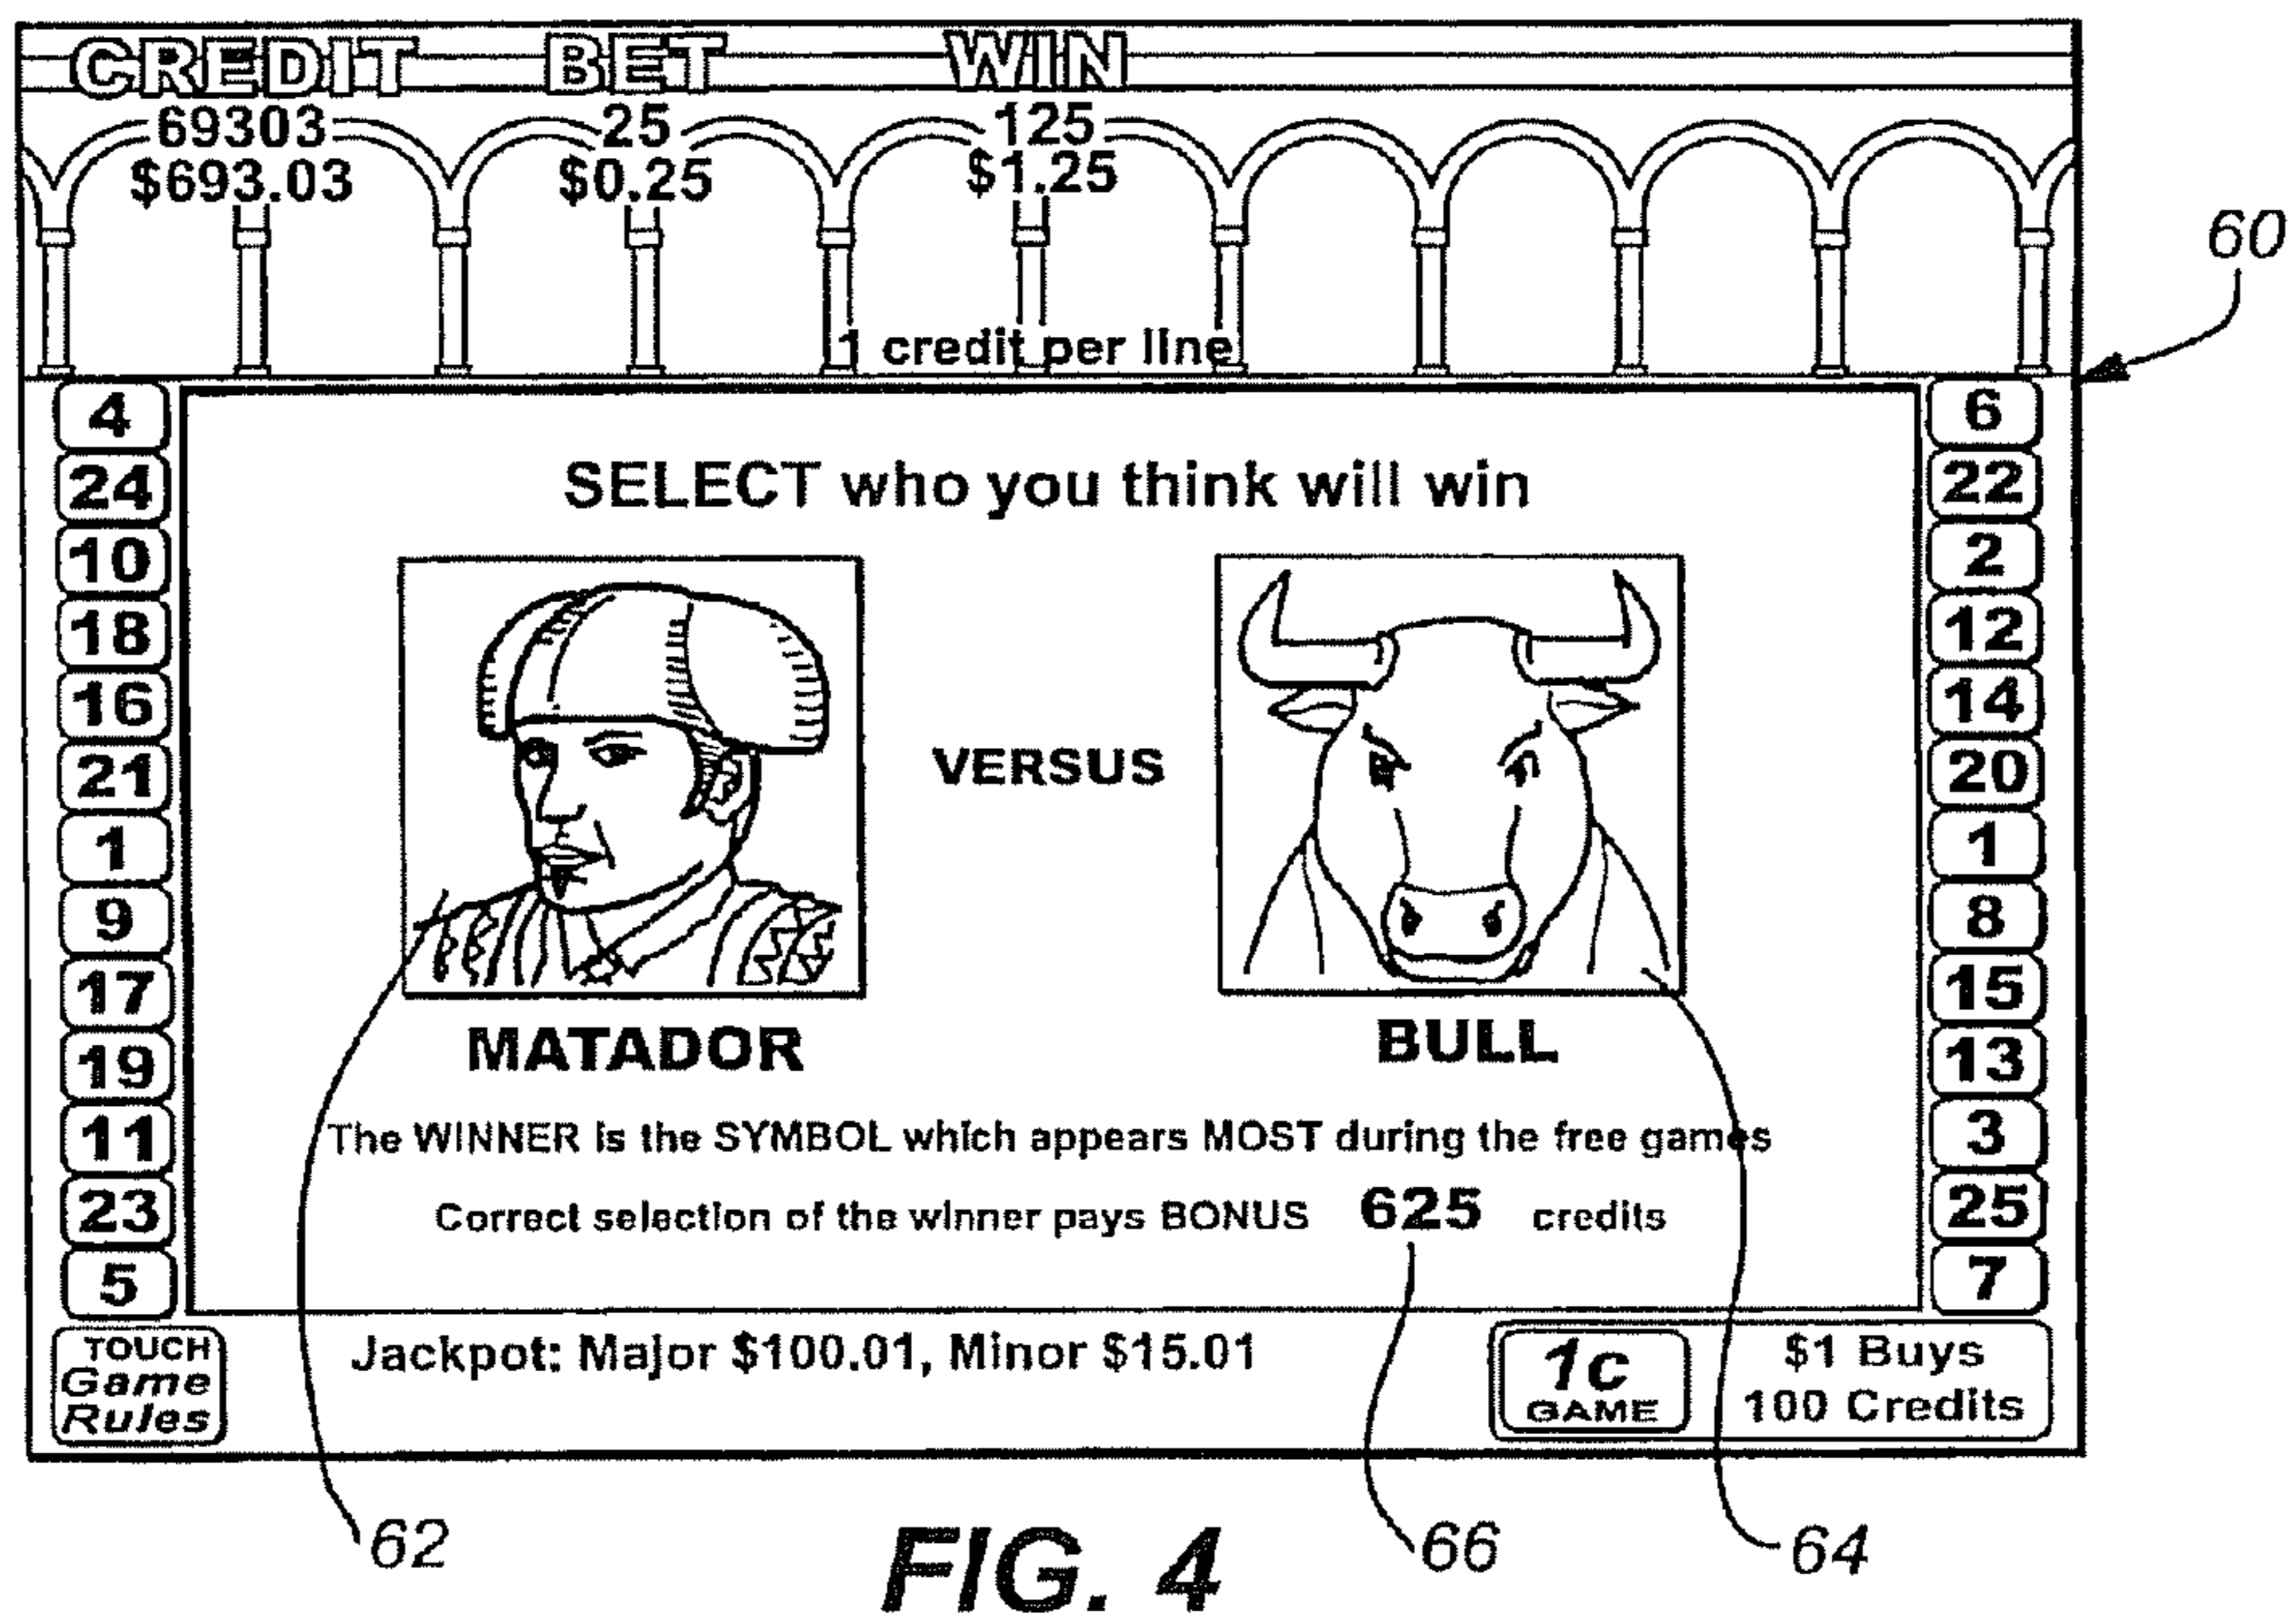 CREDIT BET WIN
69303 25 125
$693.03 $0.25 $1.25
60
1 credit per line
4 6
24 22
10 2
18 12
16 14
21 20
1 1
9 8
17 15
19 13
11 3
23 25
5 7
SELECT who you think will win
VERSUS
MATADOR BULL
The WINNER is the SYMBOL which appears MOST during the free games
Correct selection of the winner pays BONUS 625 credits
TOUCH
Game
Rules
Jackpot: Major $100.01, Minor $15.01
1c
GAME
$1 Buys
100 Credits
62 66 64
FIG. 4